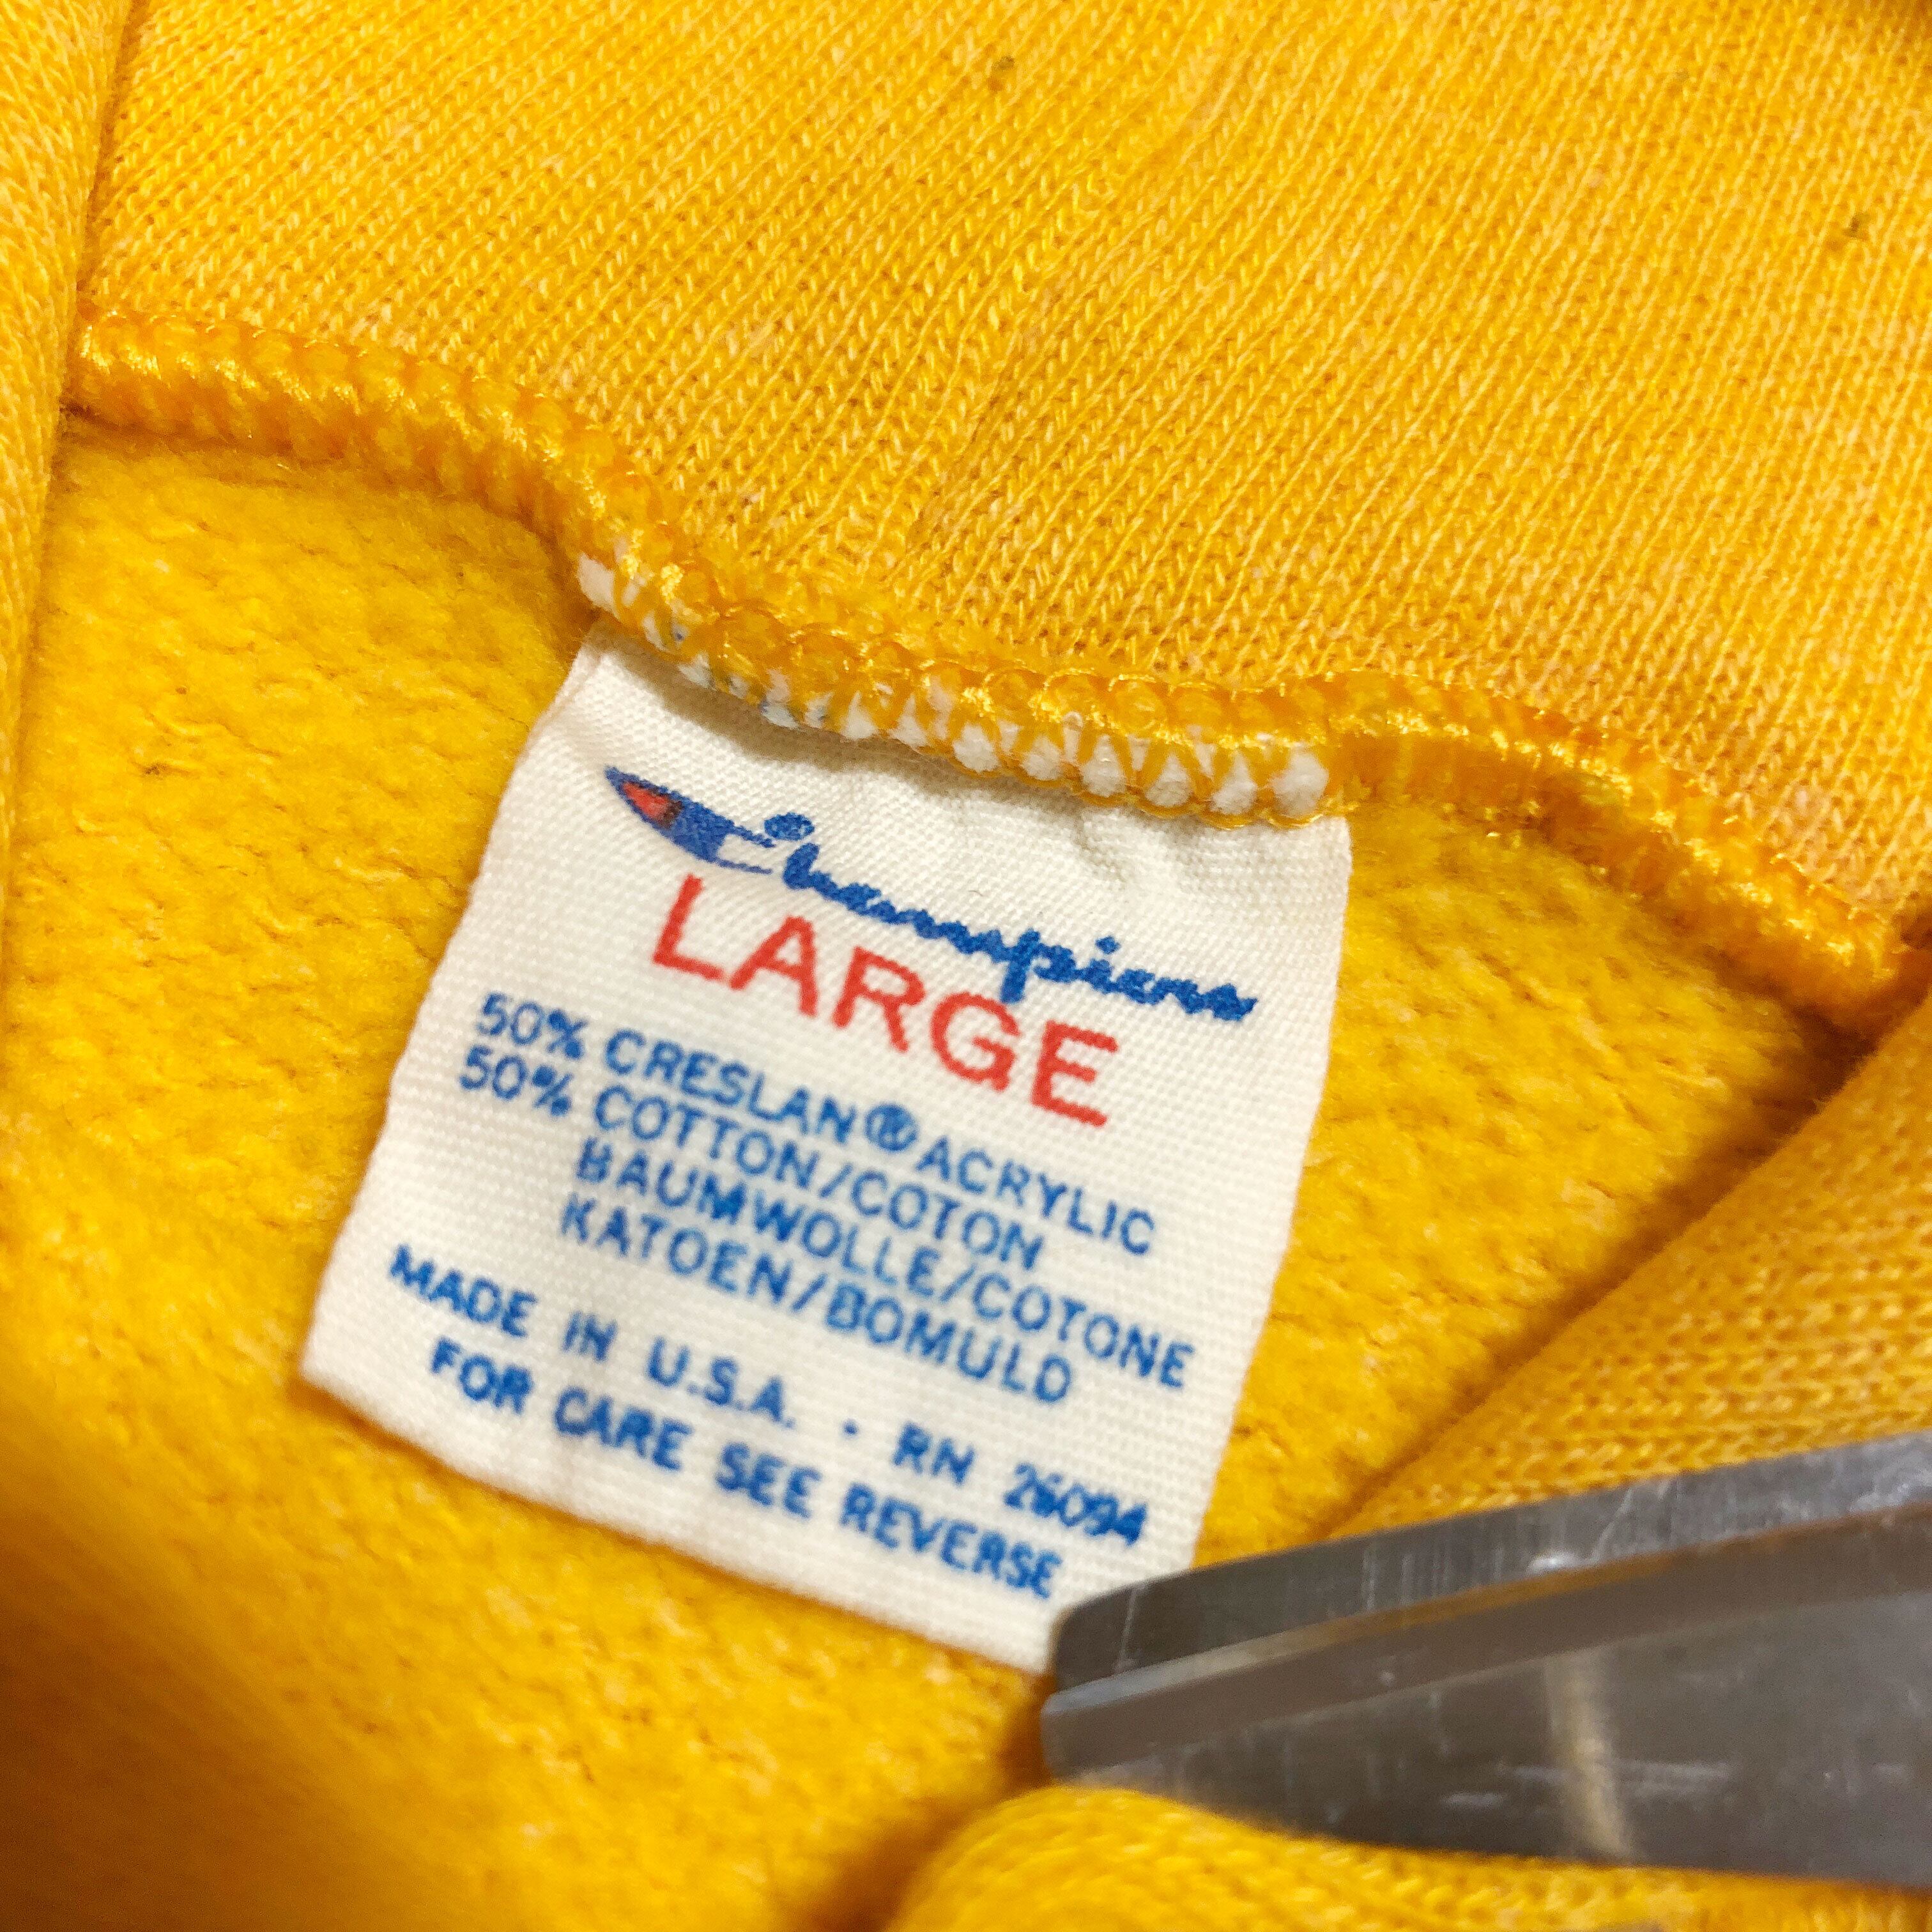 Champion
LARGE
50% CRESLAN® ACRYLIC
50% COTTON/COTON
BAUMWOLLE/COTONE
KATOEN/BOMULD
MADE IN U.S.A. · RN 26094
FOR CARE SEE REVERSE